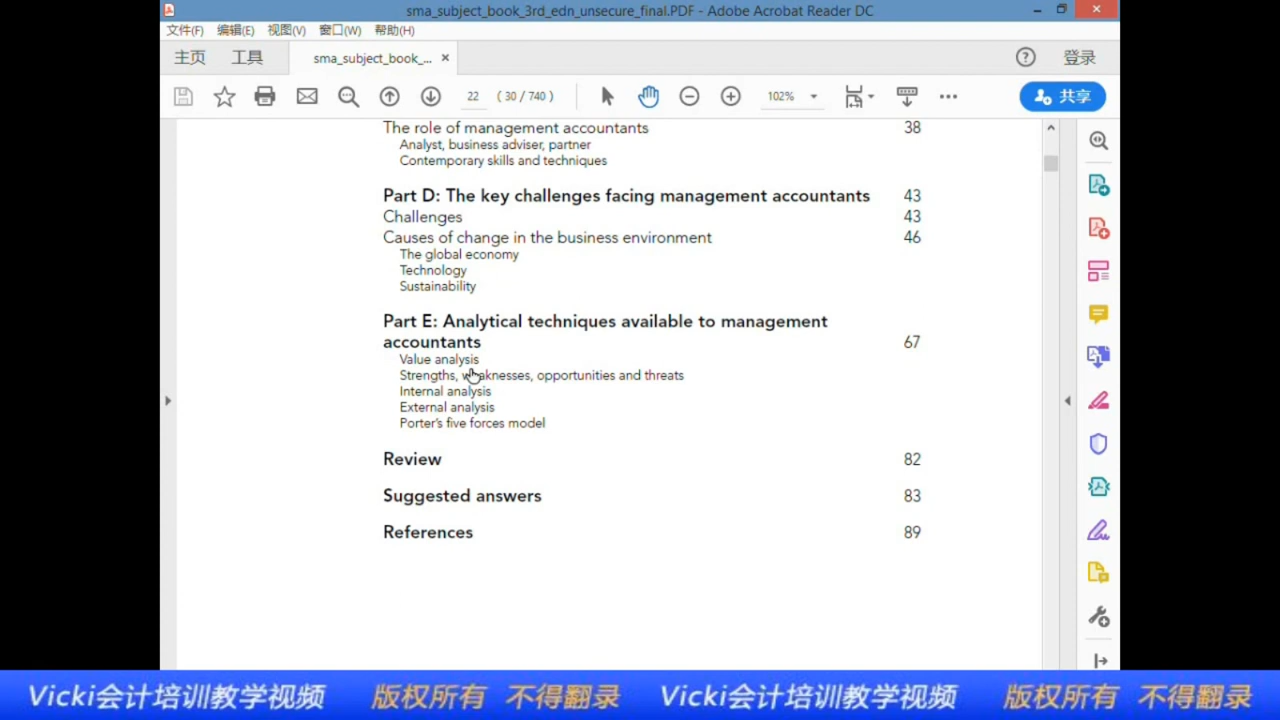 sma_subject_book_3rd_edn_unsecure_final.PDF - Adobe Acrobat Reader DC
文件(F) 编辑(E) 视图(V) 窗口(W) 帮助(H)
主页 工具 sma_subject_book_... × 登录
22 (30 / 740) 102% 共享
The role of management accountants 38
Analyst, business adviser, partner
Contemporary skills and techniques
Part D: The key challenges facing management accountants 43
Challenges 43
Causes of change in the business environment 46
The global economy
Technology
Sustainability
Part E: Analytical techniques available to management
accountants 67
Value analysis
Strengths, weaknesses, opportunities and threats
Internal analysis
External analysis
Porter's five forces model
Review 82
Suggested answers 83
References 89
Vicki会计培训教学视频 版权所有 不得翻录 Vicki会计培训教学视频 版权所有 不得翻录